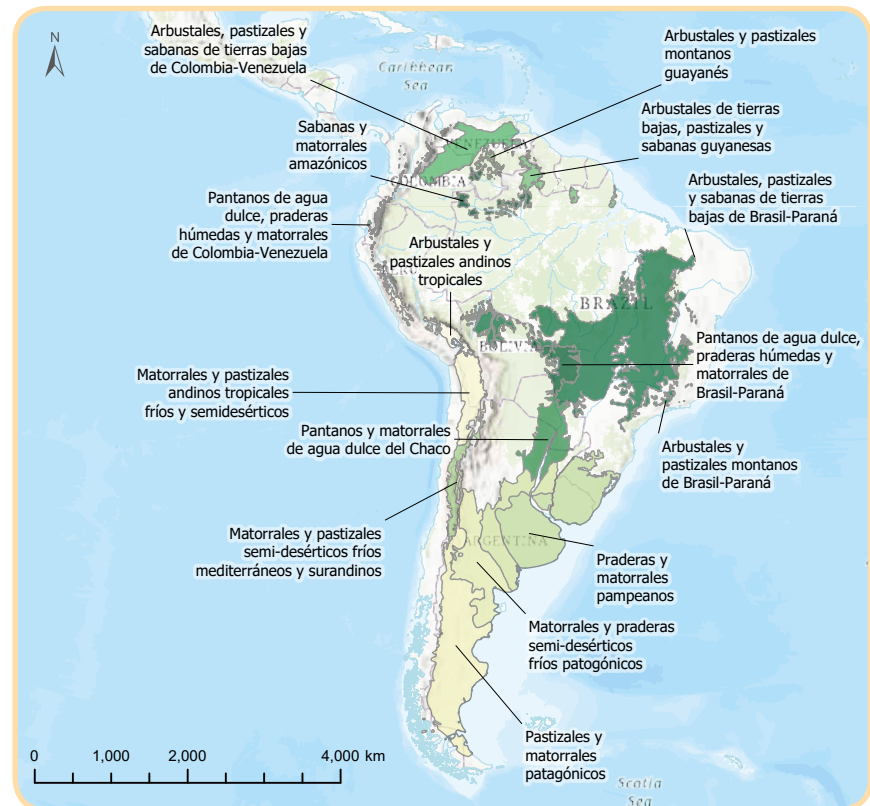 N
Arbustales, pastizales y
sabanas de tierras bajas
de Colombia-Venezuela
Caribbean
Sea
Arbustales y pastizales
montanos
guayanés
Arbustales de tierras
bajas, pastizales y
sabanas guyanesas
Sabanas y
matorrales
amazónicos
VENEZUELA
COLOMBIA
Arbustales, pastizales
y sabanas de tierras
bajas de Brasil-Paraná
Pantanos de agua
dulce, praderas
húmedas y matorrales
de Colombia-Venezuela
Arbustales y
pastizales andinos
tropicales
PERU
BRAZIL
BOLIVIA
Pantanos de agua dulce,
praderas húmedas y
matorrales de
Brasil-Paraná
Matorrales y pastizales
andinos tropicales
fríos y semidesérticos
Pantanos y matorrales
de agua dulce del Chaco
Arbustales y
pastizales montanos
de Brasil-Paraná
Matorrales y pastizales
semi-desérticos fríos
mediterráneos y surandinos
ARGENTINA
Praderas y
matorrales
pampeanos
Matorrales y praderas
semi-desérticos
fríos patogónicos
Pastizales y
matorrales
patagónicos
0 1,000 2,000 4,000 km
Scotia
Sea